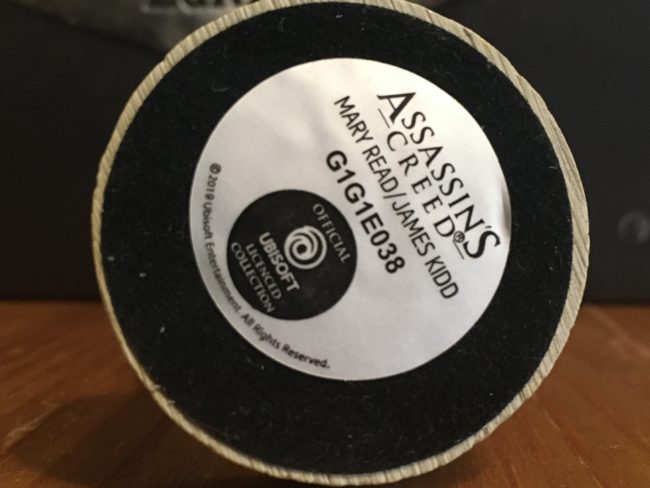 ASSASSIN'S
CREED®
MARY READ/JAMES KIDD
G1G1E038
OFFICIAL
UBISOFT
LICENCED
COLLECTION
©2019 Ubisoft Entertainment. All Rights Reserved.